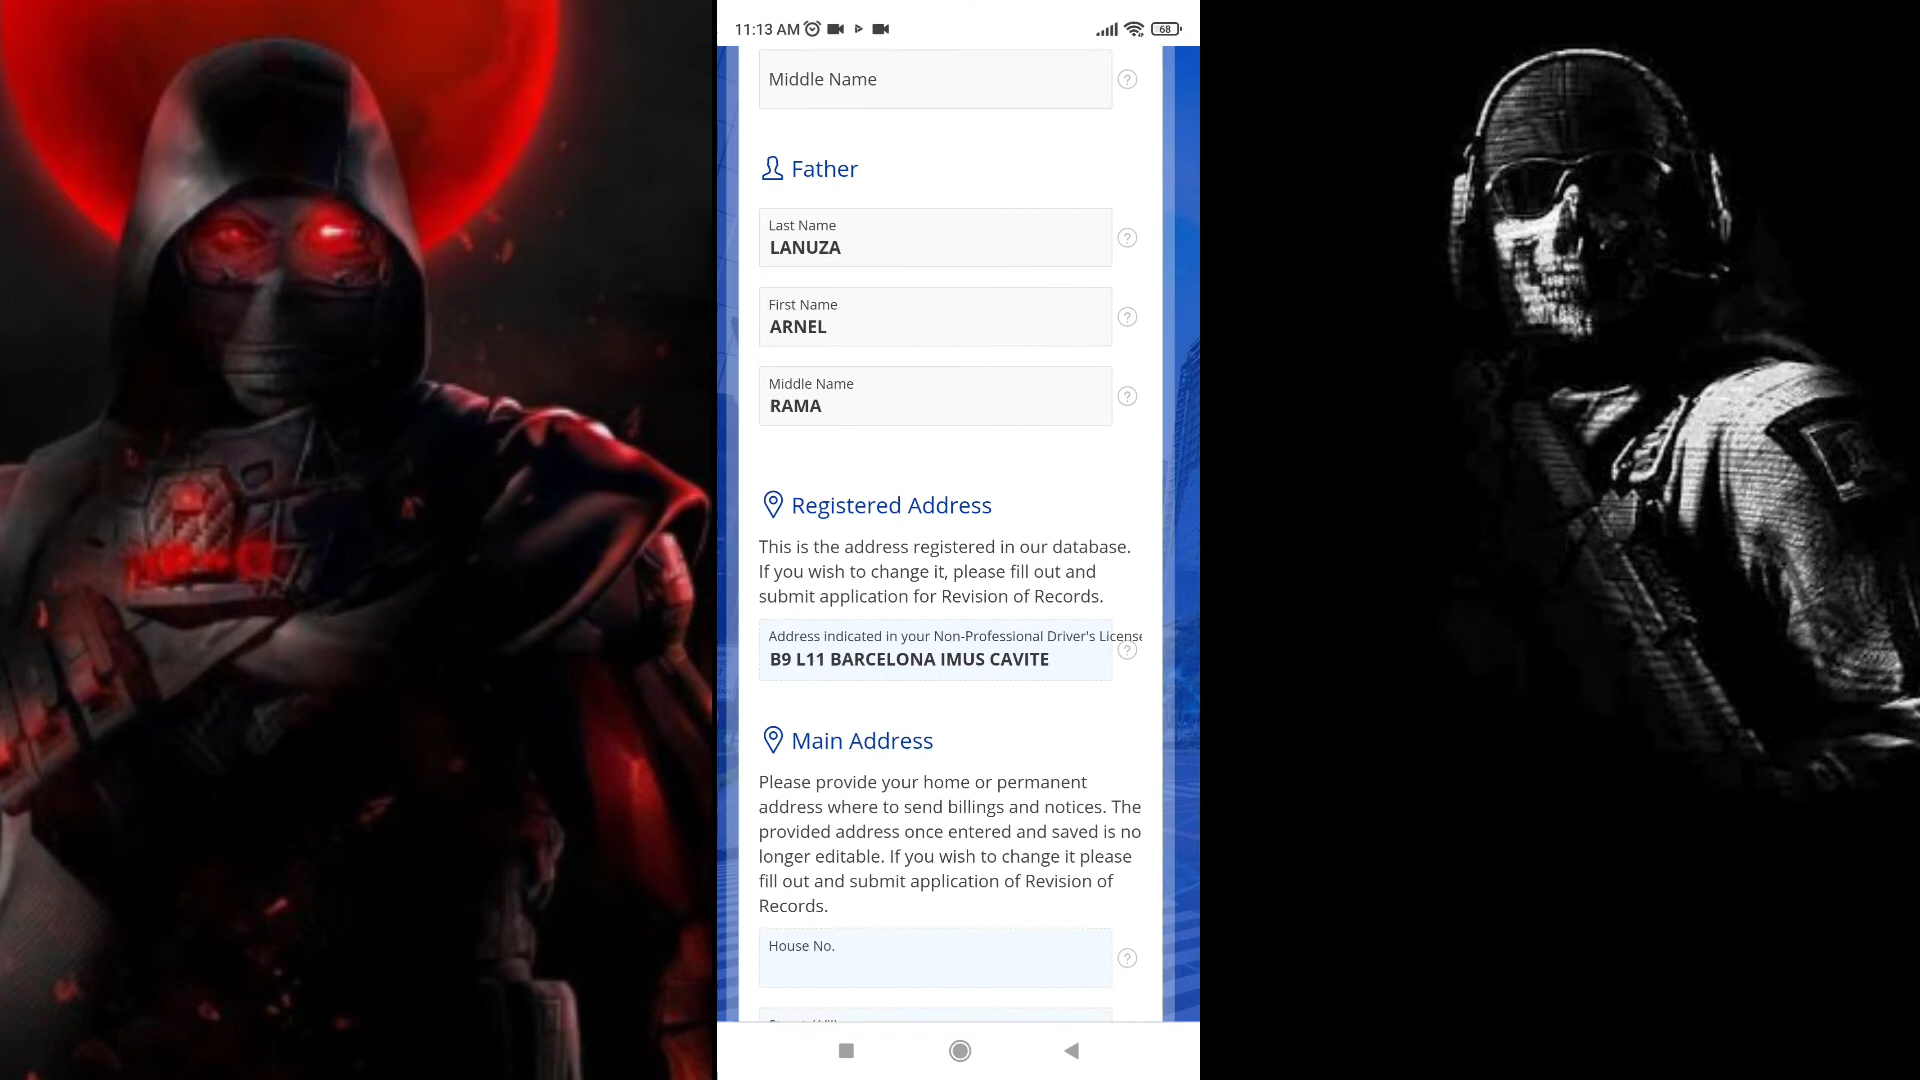 11:13 AM
68
Middle Name
Father
Last Name
LANUZA
First Name
ARNEL
Middle Name
RAMA
Registered Address
This is the address registered in our database.
If you wish to change it, please fill out and
submit application for Revision of Records.
Address indicated in your Non-Professional Driver's License
B9 L11 BARCELONA IMUS CAVITE
Main Address
Please provide your home or permanent
address where to send billings and notices. The
provided address once entered and saved is no
longer editable. If you wish to change it please
fill out and submit application of Revision of
Records.
House No.